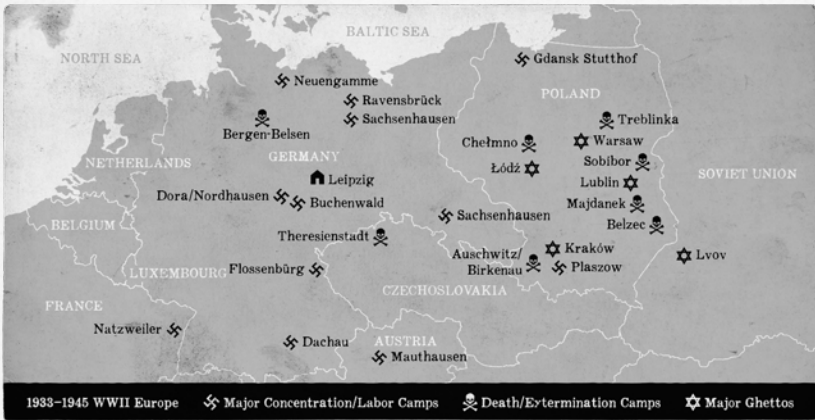 BALTIC SEA
NORTH SEA
Gdansk Stutthof
Neuengamme
POLAND
Ravensbrück
Sachsenhausen
Treblinka
Bergen-Belsen
Chełmno
Warsaw
NETHERLANDS
GERMANY
Sobíbor
Łódź
SOVIET UNION
Leipzig
Lublin
Dora/Nordhausen
Buchenwald
Majdanek
Sachsenhausen
BELGIUM
Belzec
Theresienstadt
Kraków
Lvov
Auschwitz/
Birkenau
Plaszow
LUXEMBOURG
Flossenbürg
CZECHOSLOVAKIA
FRANCE
Natzweiler
Dachau
AUSTRIA
Mauthausen
1933–1945 WWII Europe
Major Concentration/Labor Camps
Death/Extermination Camps
Major Ghettos